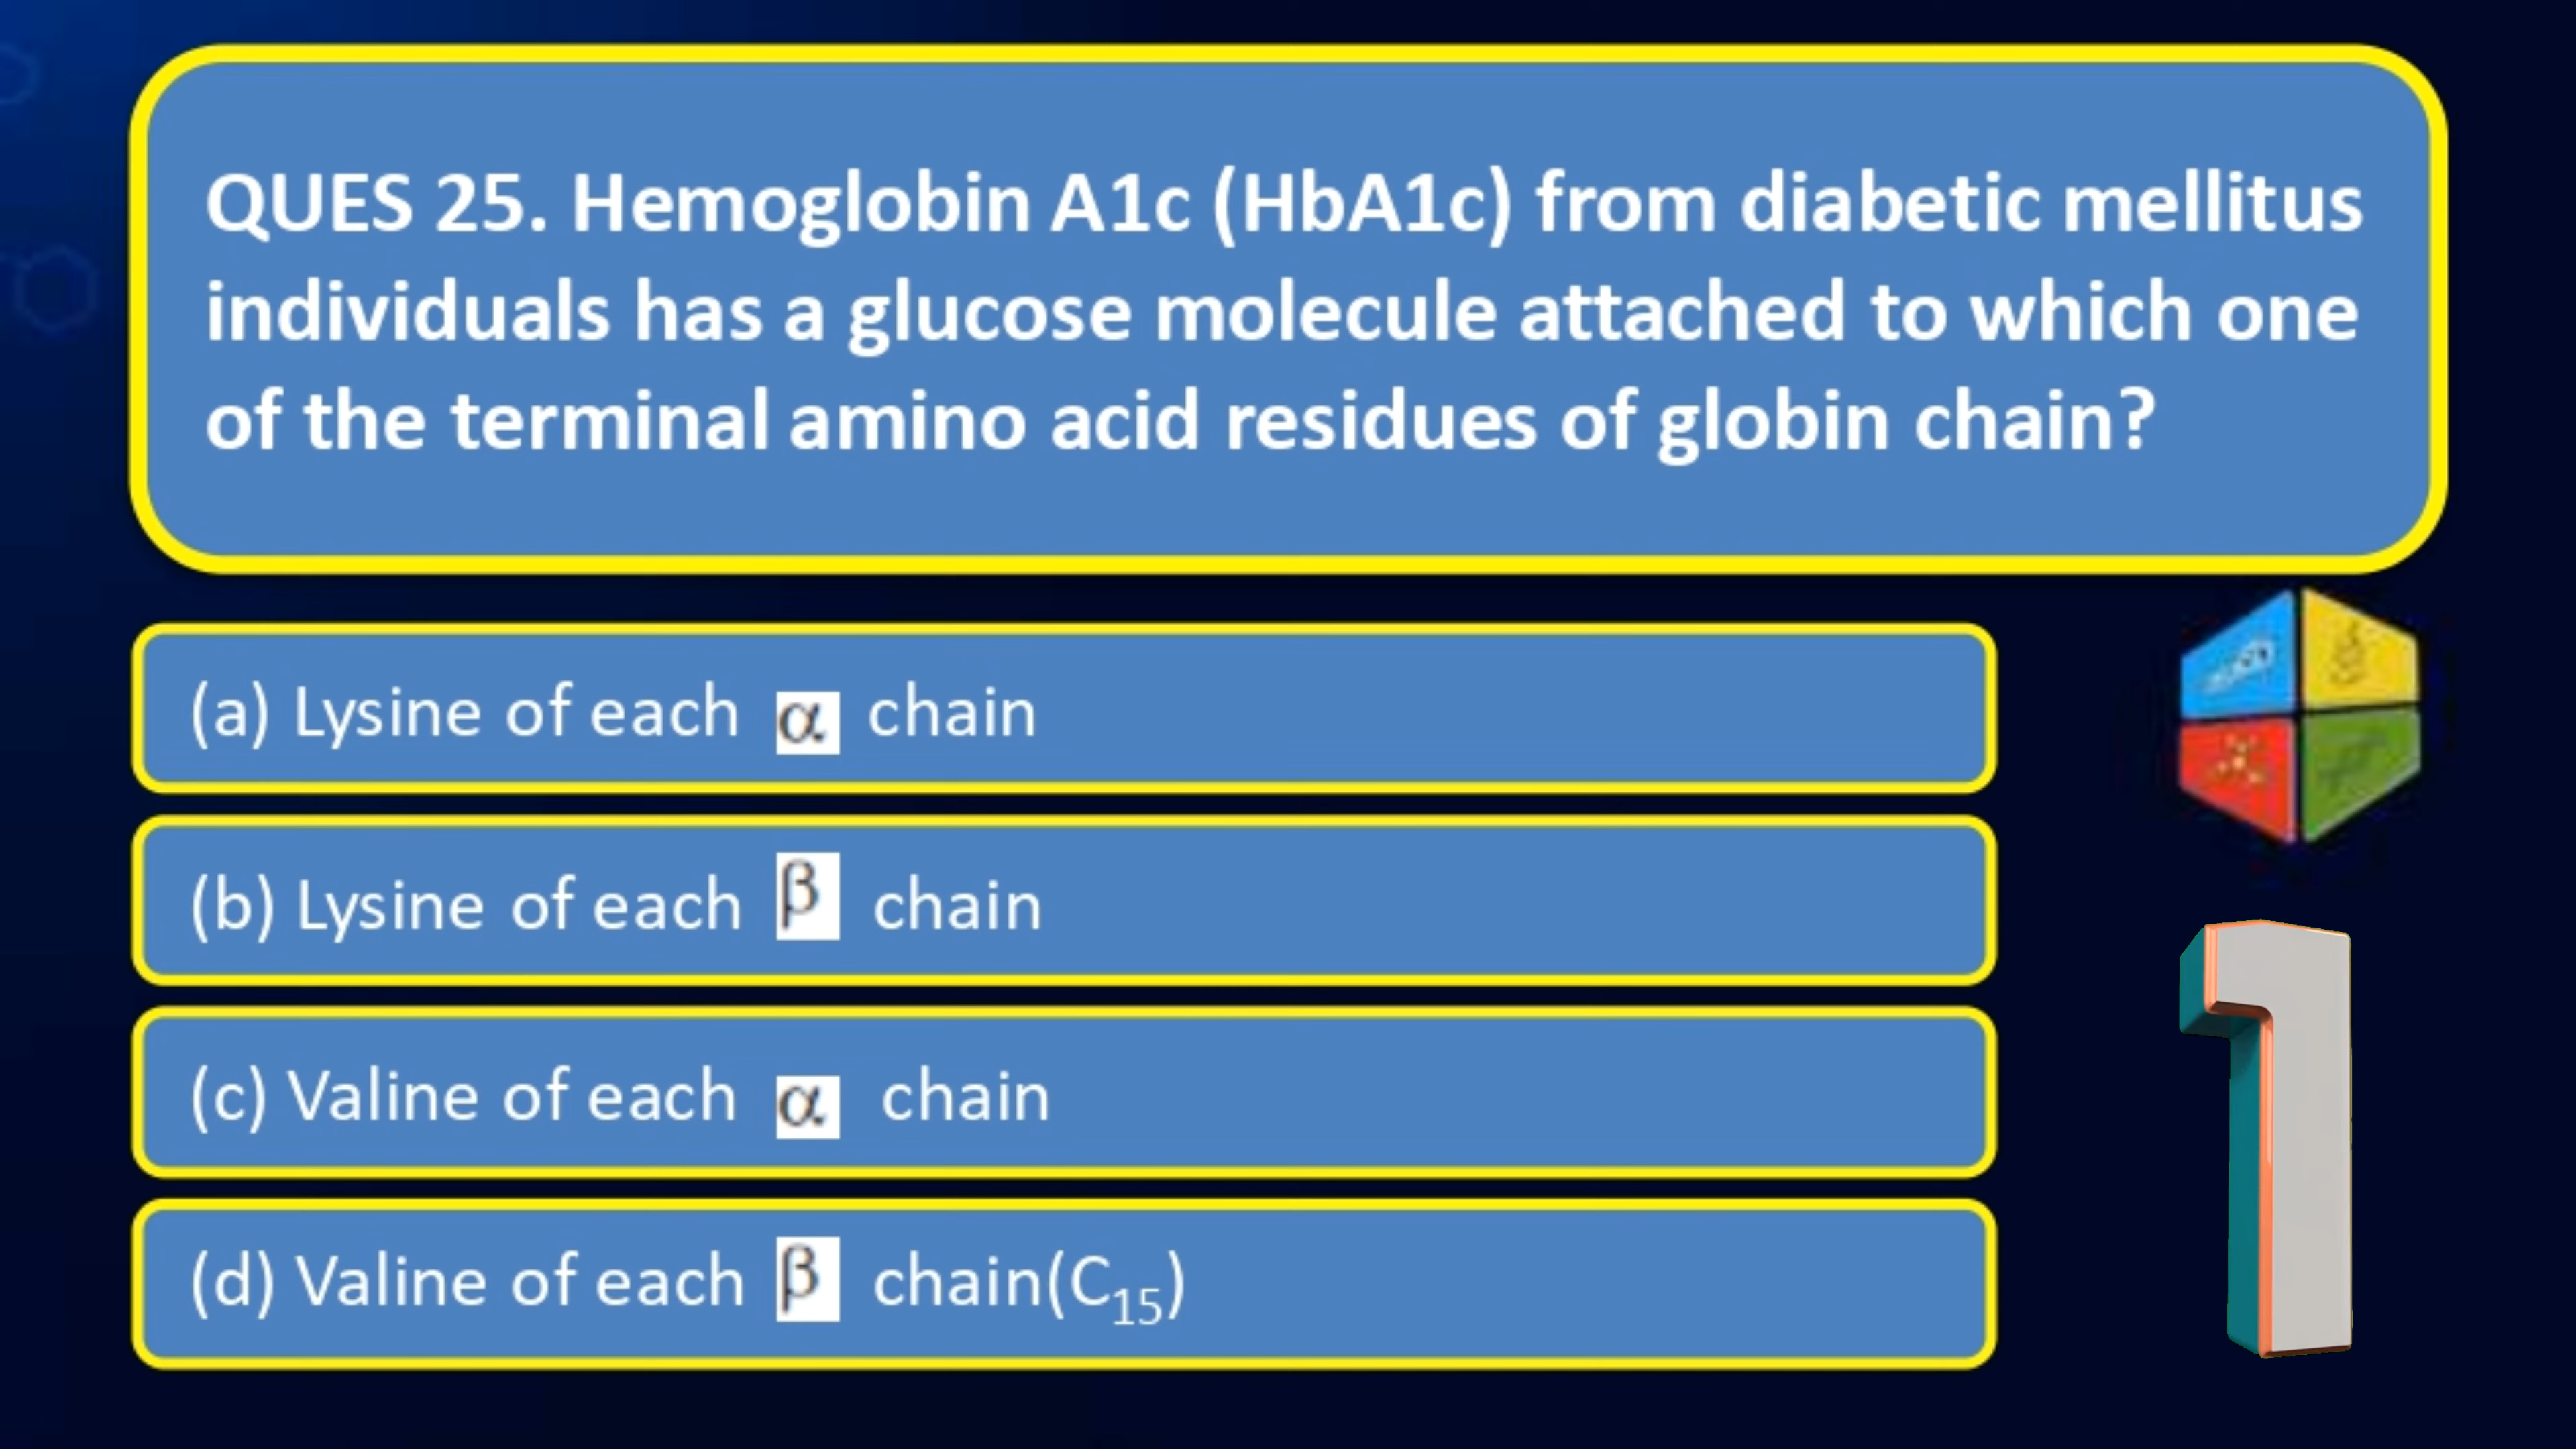 QUES 25. Hemoglobin A1c (HbA1c) from diabetic mellitus
individuals has a glucose molecule attached to which one
of the terminal amino acid residues of globin chain?
(a) Lysine of each α chain
(b) Lysine of each β chain
(c) Valine of each α chain
(d) Valine of each β chain(C₁₅)
1